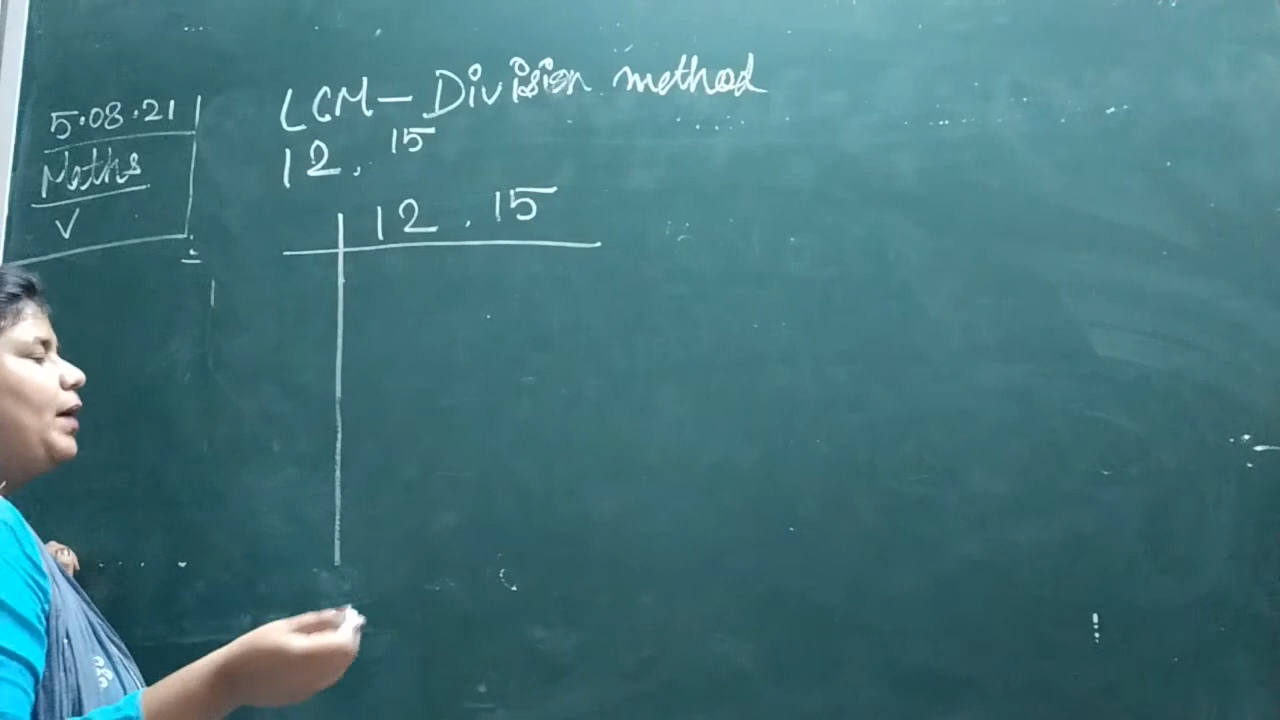 5.08.21
Maths
V
LCM - Division method
12, 15
12, 15